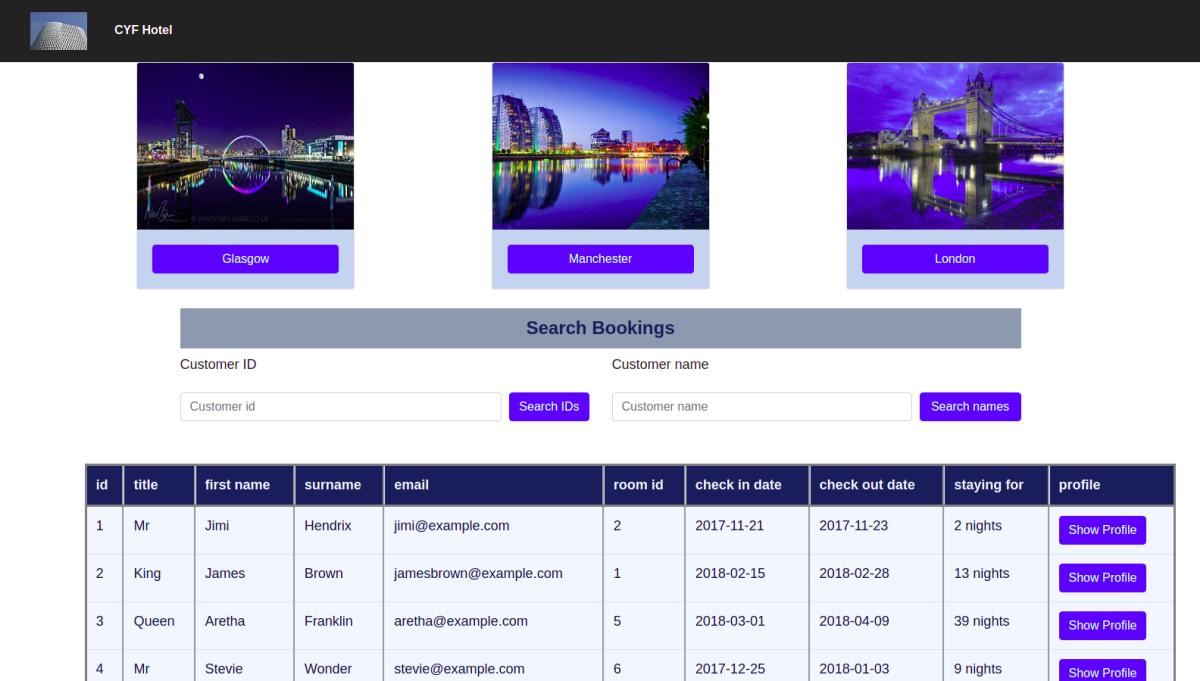 CYF Hotel
© WWW.NEILBARR.CO.UK
Glasgow
Manchester
London
Search Bookings
Customer ID
Customer name
Customer id
Search IDs
Customer name
Search names
id title first name surname email room id check in date check out date staying for profile
1 Mr Jimi Hendrix jimi@example.com 2 2017-11-21 2017-11-23 2 nights Show Profile
2 King James Brown jamesbrown@example.com 1 2018-02-15 2018-02-28 13 nights Show Profile
3 Queen Aretha Franklin aretha@example.com 5 2018-03-01 2018-04-09 39 nights Show Profile
4 Mr Stevie Wonder stevie@example.com 6 2017-12-25 2018-01-03 9 nights Show Profile